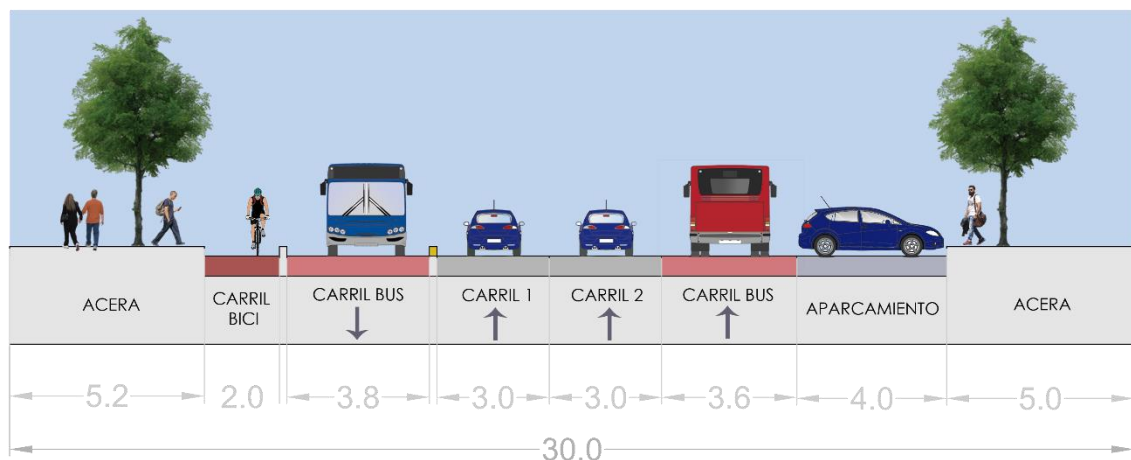 ACERA
CARRIL
BICI
CARRIL BUS
CARRIL 1
CARRIL 2
CARRIL BUS
APARCAMIENTO
ACERA
5.2
2.0
3.8
3.0
3.0
3.6
4.0
5.0
30.0